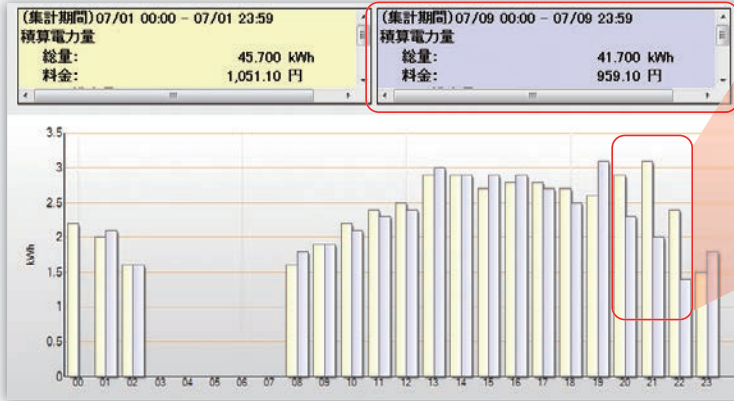 (集計期間)07/01 00:00 - 07/01 23:59
積算電力量
総量: 45.700 kWh
料金: 1,051.10 円
(集計期間)07/09 00:00 - 07/09 23:59
積算電力量
総量: 41.700 kWh
料金: 959.10 円
kWh
3.5
3
2.5
2
1.5
1
0.5
0
00 01 02 03 04 05 06 07 08 09 10 11 12 13 14 15 16 17 18 19 20 21 22 23